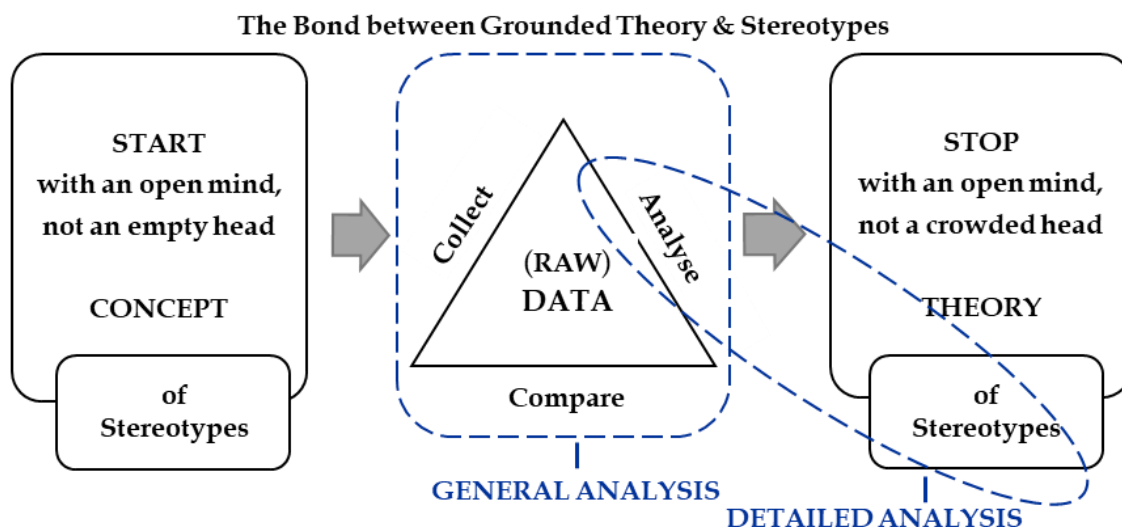 The Bond between Grounded Theory & Stereotypes
START
with an open mind,
not an empty head
CONCEPT
of
Stereotypes
Collect
Analyse
(RAW)
DATA
Compare
GENERAL ANALYSIS
STOP
with an open mind,
not a crowded head
THEORY
of
Stereotypes
DETAILED ANALYSIS